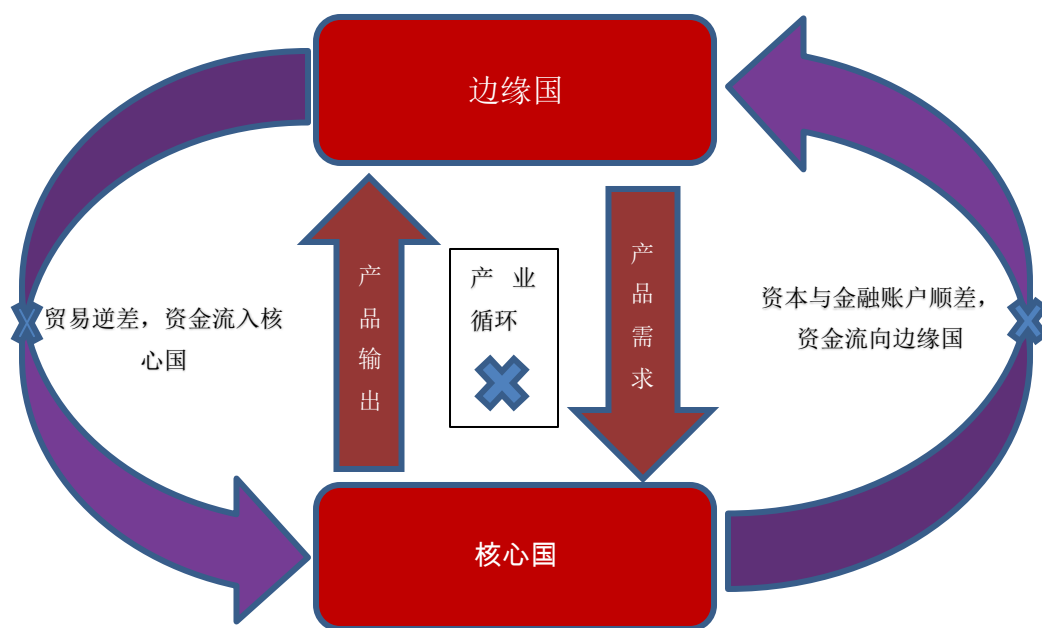 边缘国
产品输出
产 业
循环
产品需求
贸易逆差，资金流入核
心国
资本与金融账户顺差，
资金流向边缘国
核心国